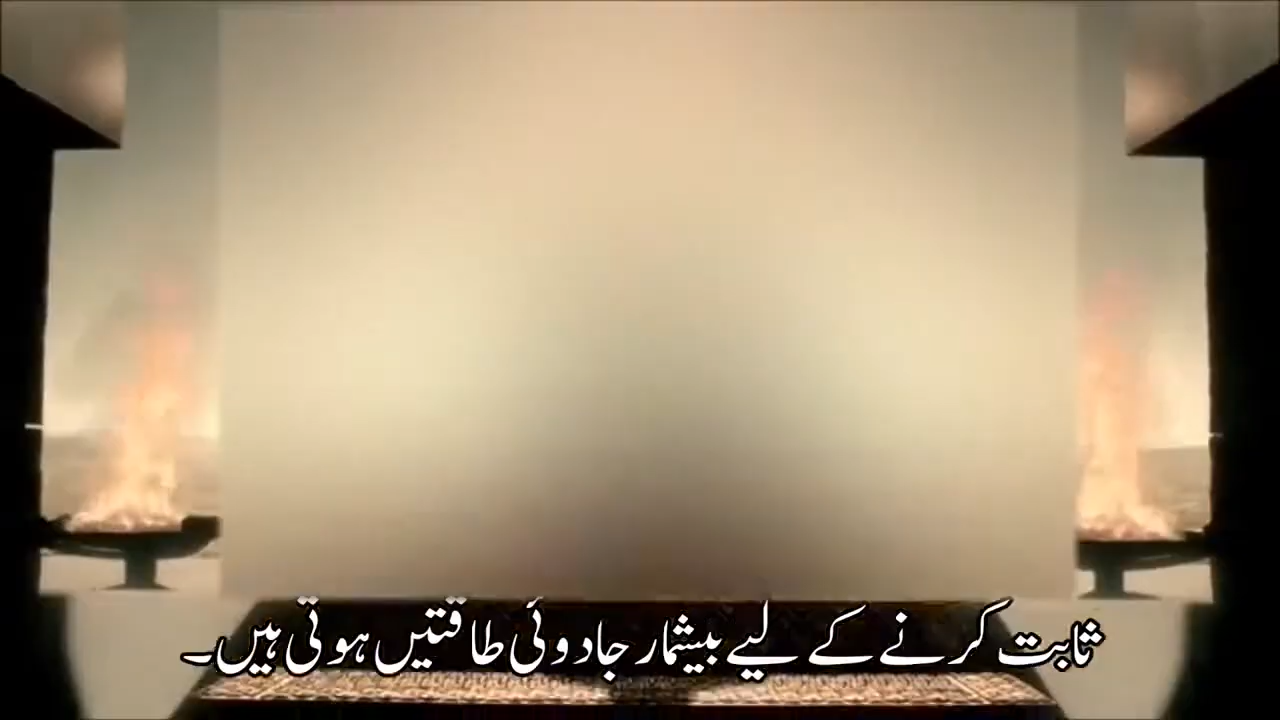 ثابت کرنے کے لیے بیشمار جادوئی طاقتیں ہوتی ہیں۔